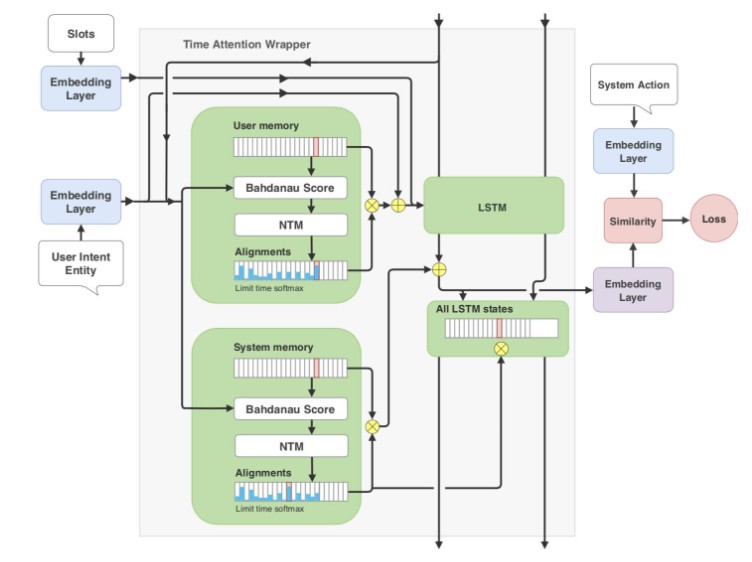 Slots
Embedding
Layer
Embedding
Layer
User Intent
Entity
Time Attention Wrapper
User memory
Bahdanau Score
NTM
Alignments
Limit time softmax
System memory
Bahdanau Score
NTM
Alignments
Limit time softmax
LSTM
All LSTM states
System Action
Embedding
Layer
Similarity
Loss
Embedding
Layer